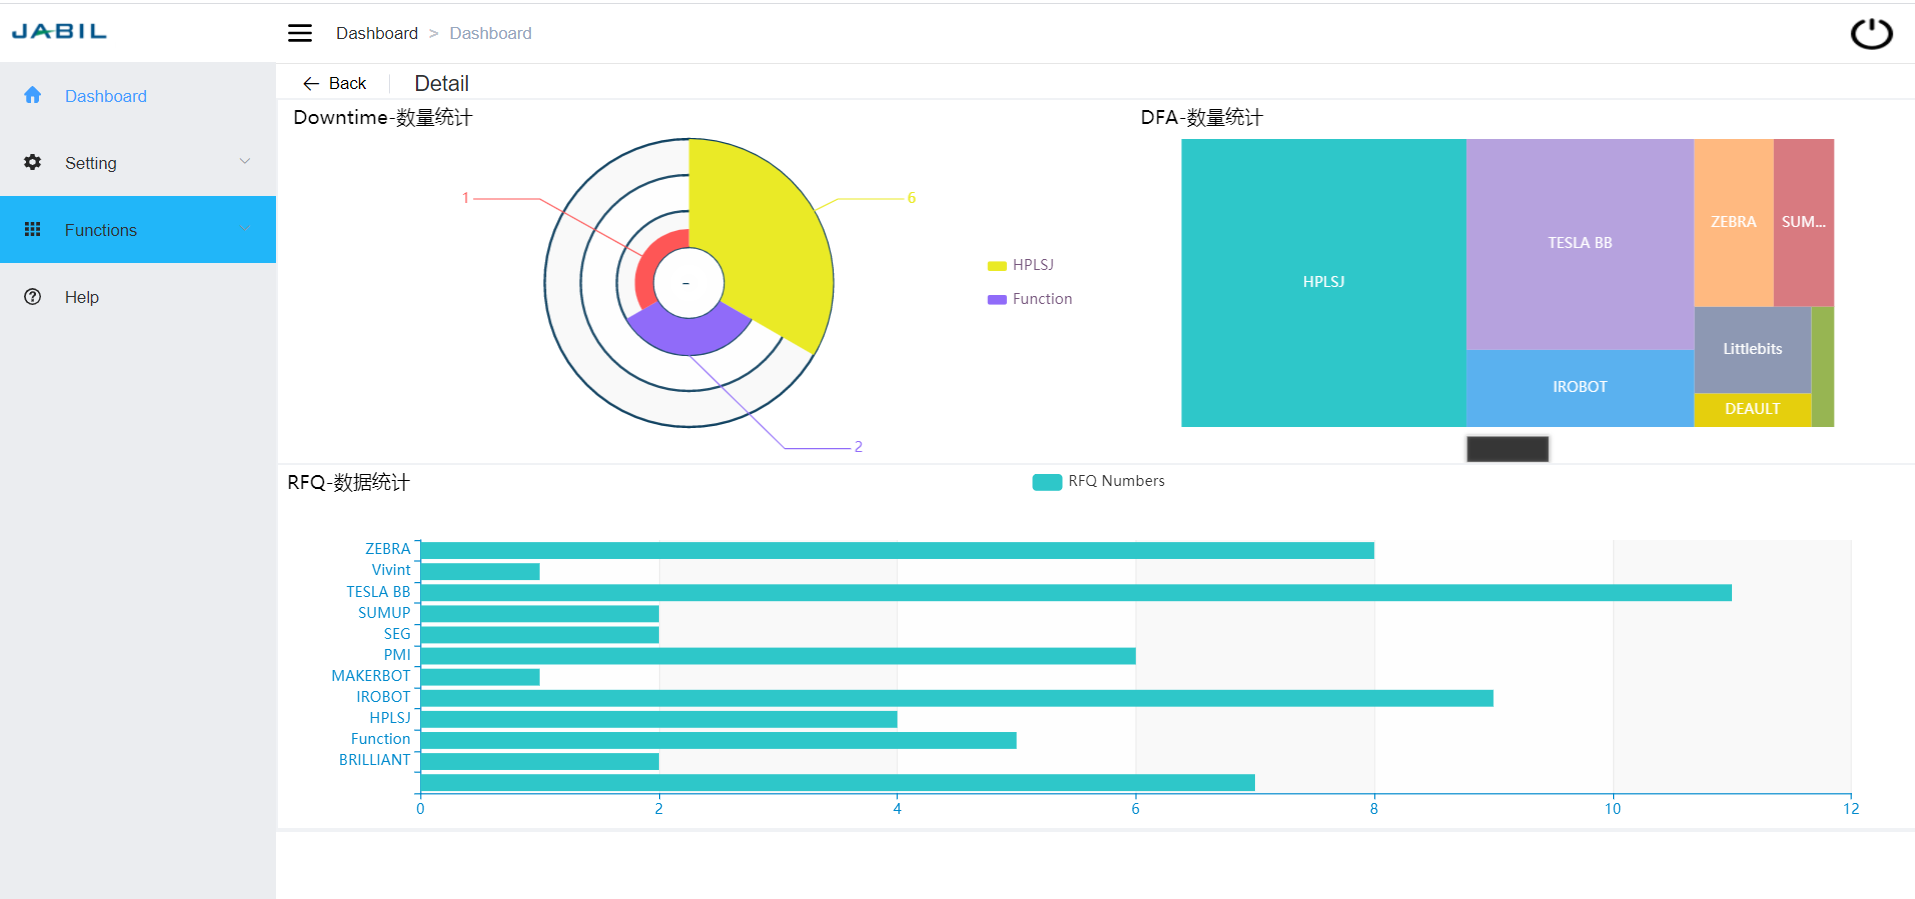 JABIL
Dashboard > Dashboard
Dashboard
Setting
Functions
Help
Back
Detail
Downtime-数量统计
1
6
-
2
HPLSJ
Function
DFA-数量统计
HPLSJ
TESLA BB
IROBOT
ZEBRA
SUM...
Littlebits
DEAULT
RFQ-数据统计
RFQ Numbers
ZEBRA
Vivint
TESLA BB
SUMUP
SEG
PMI
MAKERBOT
IROBOT
HPLSJ
Function
BRILLIANT
0 2 4 6 8 10 12